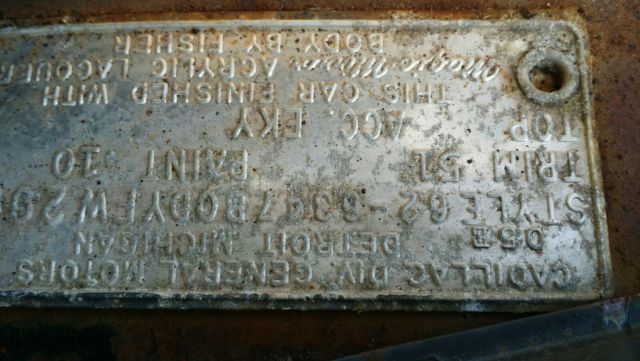 CADILLAC DIV. GENERAL MOTORS
DETROIT MICHIGAN
STYLE 62-6347 BODY FW
TRIM 51 PAINT 10
TOP ACC. EKY
THIS CAR FINISHED WITH
Magic-Mirror ACRYLIC LACQUER
BODY BY FISHER